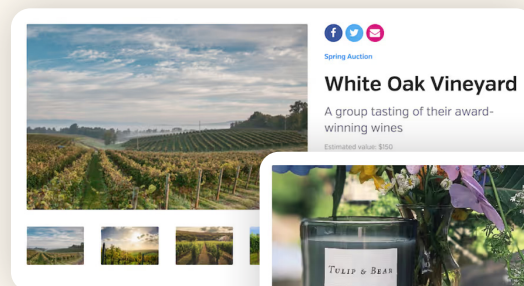 Spring Auction
White Oak Vineyard
A group tasting of their award-
winning wines
Estimated value: $150
TULIP & BEAR